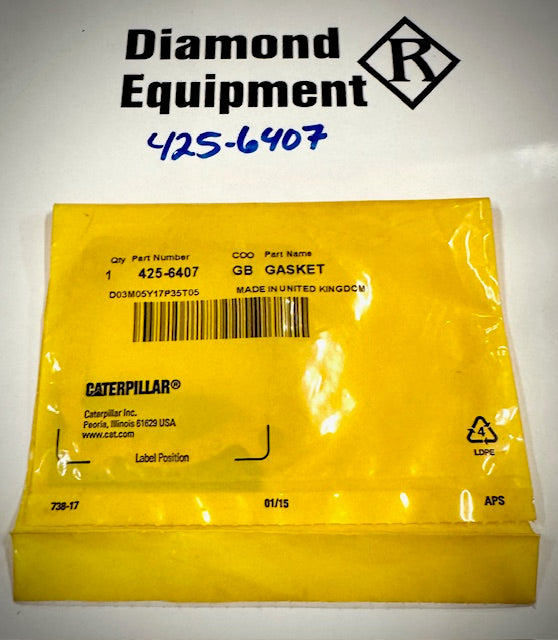 Diamond
Equipment
R
425-6407
Qty Part Number COO Part Name
1 425-6407 GB GASKET
D03M05Y17P35T05 MADE IN UNITED KINGDOM
CATERPILLAR®
Caterpillar Inc.
Peoria, Illinois 61629 USA
www.cat.com
Label Position
4
LDPE
738-17 01/15 APS